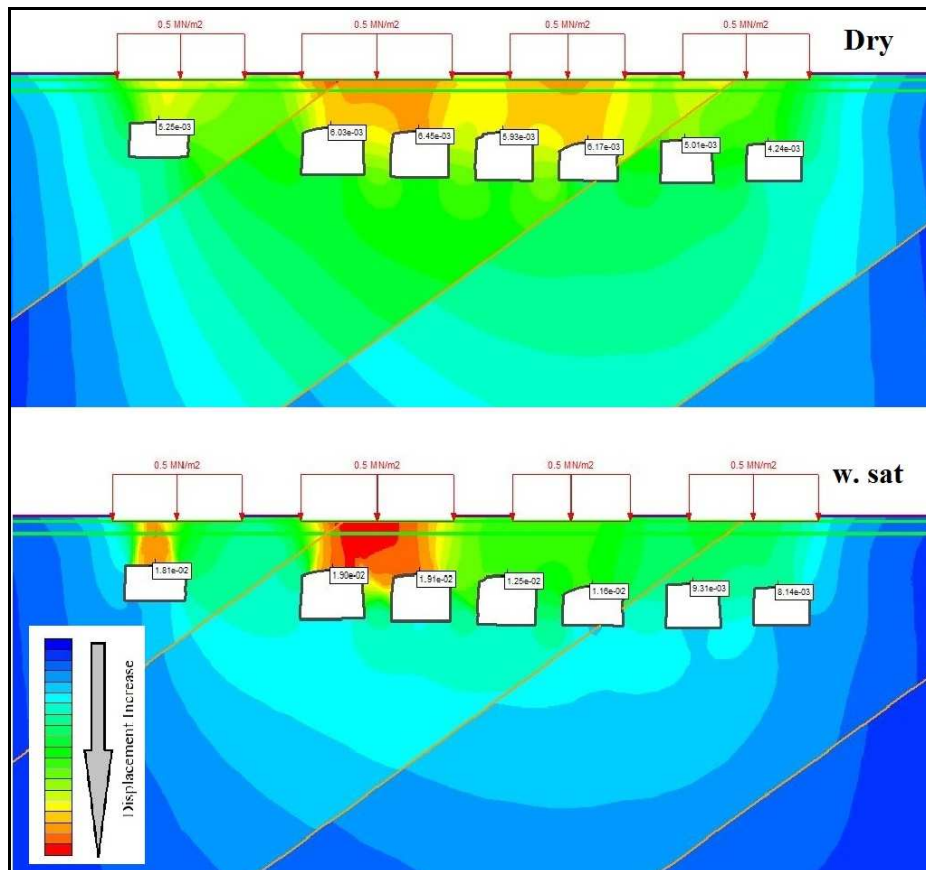 0.5 MN/m2 0.5 MN/m2 0.5 MN/m2 0.5 MN/m2
Dry
5.25e-03 6.03e-03 6.45e-03 5.93e-03 6.17e-03 5.01e-03 4.24e-03
0.5 MN/m2 0.5 MN/m2 0.5 MN/m2 0.5 MN/m2
w. sat
1.81e-02 1.90e-02 1.91e-02 1.25e-02 1.16e-02 9.31e-03 8.14e-03
Displacement Increase